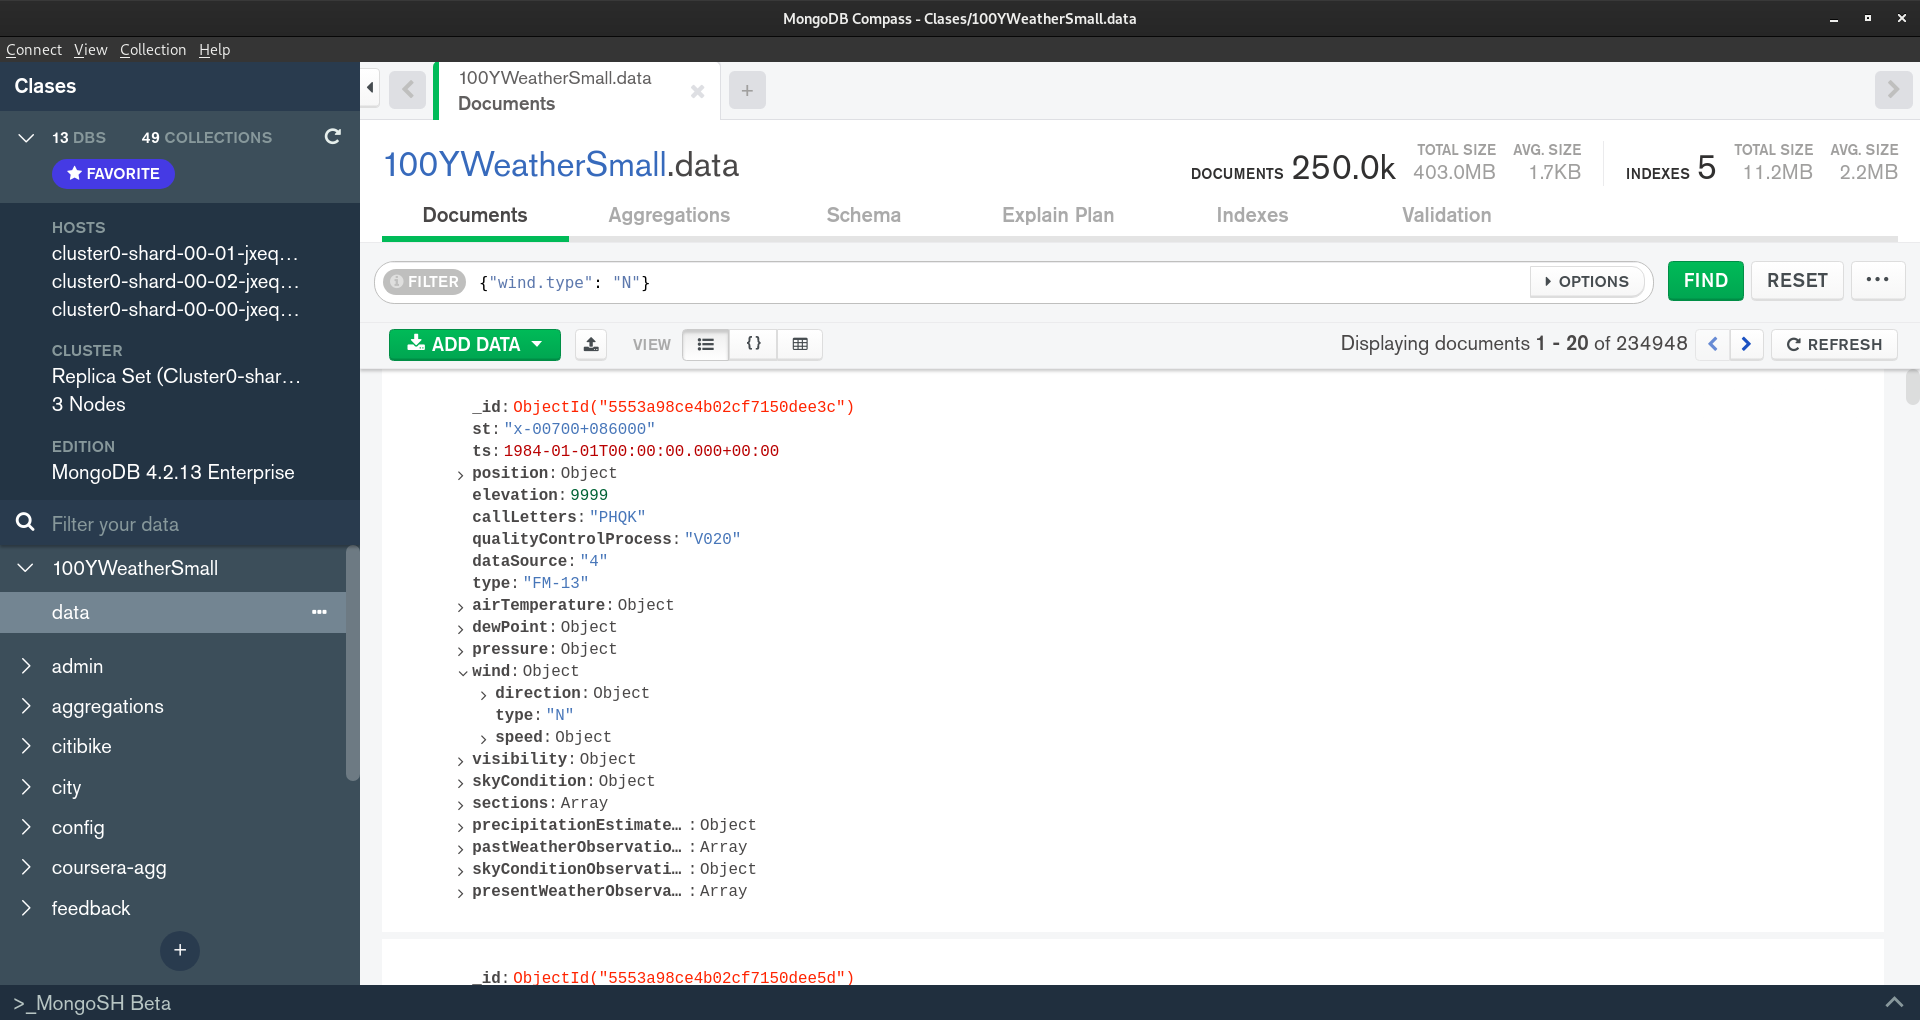 MongoDB Compass - Clases/100YWeatherSmall.data
Connect View Collection Help
Clases
13 DBS 49 COLLECTIONS
FAVORITE
HOSTS
cluster0-shard-00-01-jxeq...
cluster0-shard-00-02-jxeq...
cluster0-shard-00-00-jxeq...
CLUSTER
Replica Set (Cluster0-shar...
3 Nodes
EDITION
MongoDB 4.2.13 Enterprise
Filter your data
100YWeatherSmall
data
admin
aggregations
citibike
city
config
coursera-agg
feedback
+
100YWeatherSmall.data
Documents
+
100YWeatherSmall.data
DOCUMENTS 250.0k TOTAL SIZE 403.0MB AVG. SIZE 1.7KB
INDEXES 5 TOTAL SIZE 11.2MB AVG. SIZE 2.2MB
Documents Aggregations Schema Explain Plan Indexes Validation
FILTER {"wind.type": "N"} OPTIONS FIND RESET ...
ADD DATA VIEW {} Displaying documents 1 - 20 of 234948 REFRESH
_id: ObjectId("5553a98ce4b02cf7150dee3c")
st: "x-00700+086000"
ts: 1984-01-01T00:00:00.000+00:00
position: Object
elevation: 9999
callLetters: "PHQK"
qualityControlProcess: "V020"
dataSource: "4"
type: "FM-13"
airTemperature: Object
dewPoint: Object
pressure: Object
wind: Object
direction: Object
type: "N"
speed: Object
visibility: Object
skyCondition: Object
sections: Array
precipitationEstimate… : Object
pastWeatherObservatio… : Array
skyConditionObservati… : Object
presentWeatherObserva… : Array
_id: ObjectId("5553a98ce4b02cf7150dee5d")
>_MongoSH Beta